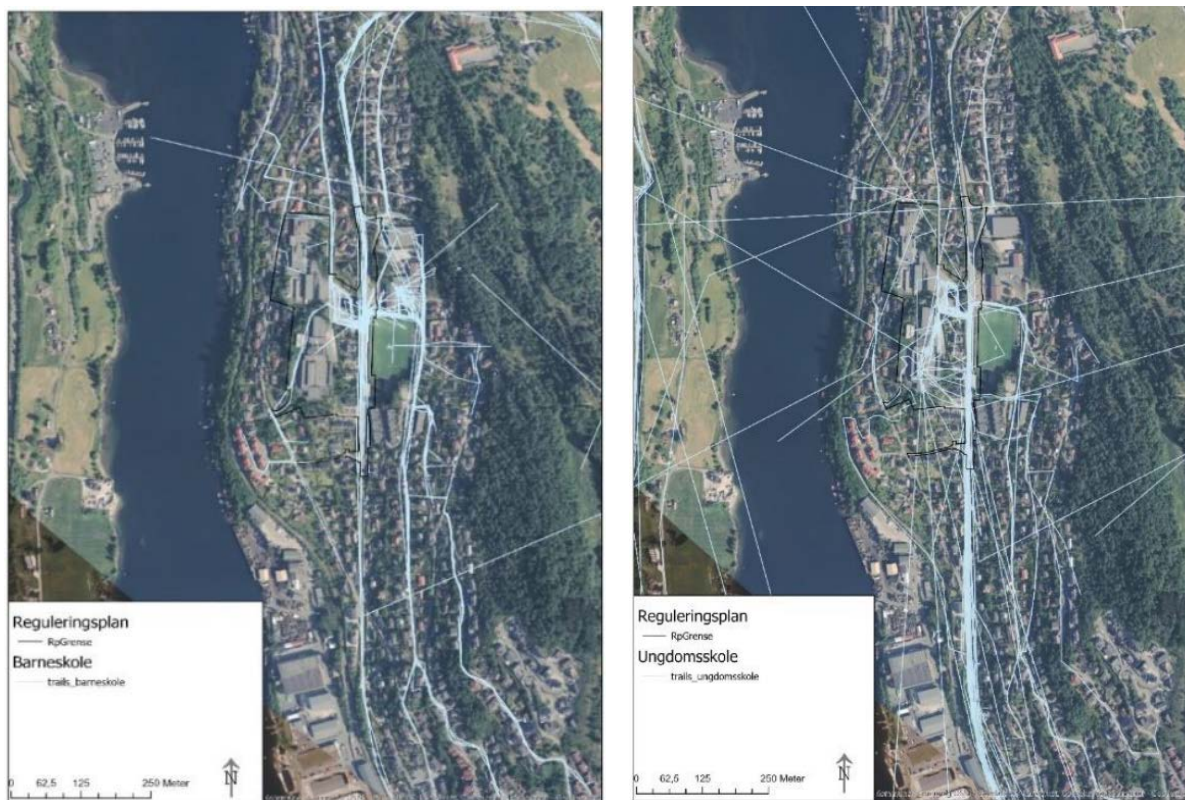 Reguleringsplan
RpGrense
Barneskole
trails_barneskole
0 62,5 125 250 Meter
N
Reguleringsplan
RpGrense
Ungdomsskole
trails_ungdomsskole
0 62,5 125 250 Meter
N